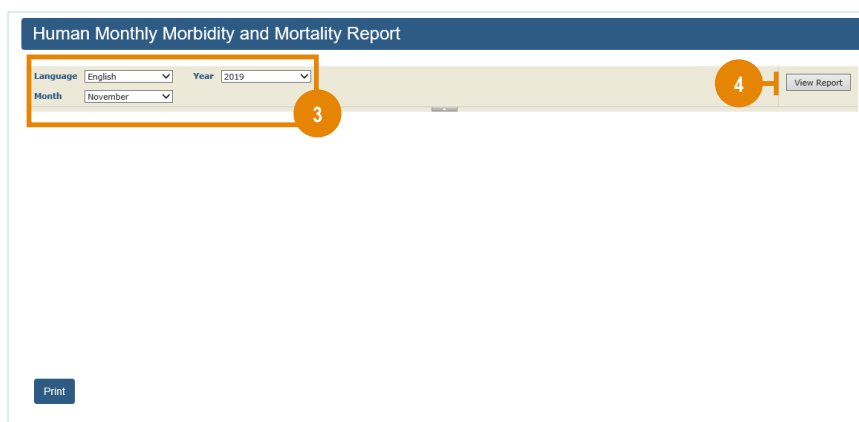 Human Monthly Morbidity and Mortality Report
Language English Year 2019
Month November
3
4
View Report
Print